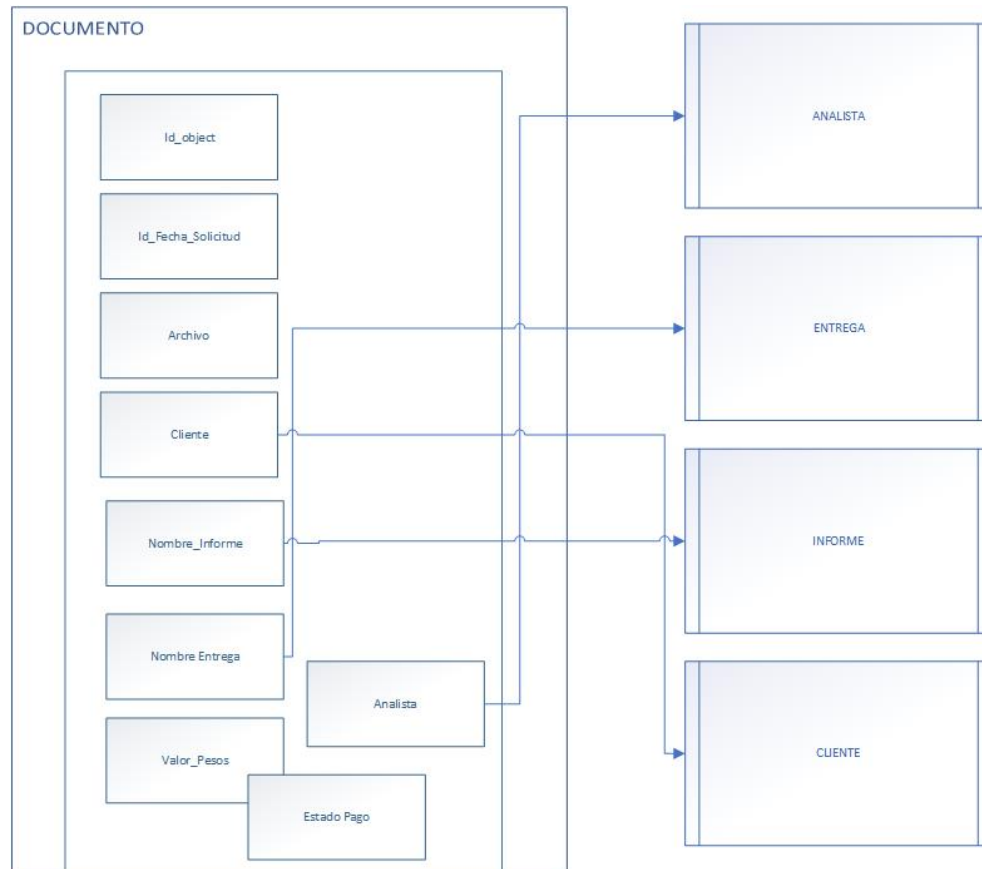 DOCUMENTO
Id_object
Id_Fecha_Solicitud
Archivo
Cliente
Nombre_Informe
Nombre Entrega
Analista
Valor_Pesos
Estado Pago
ANALISTA
ENTREGA
INFORME
CLIENTE